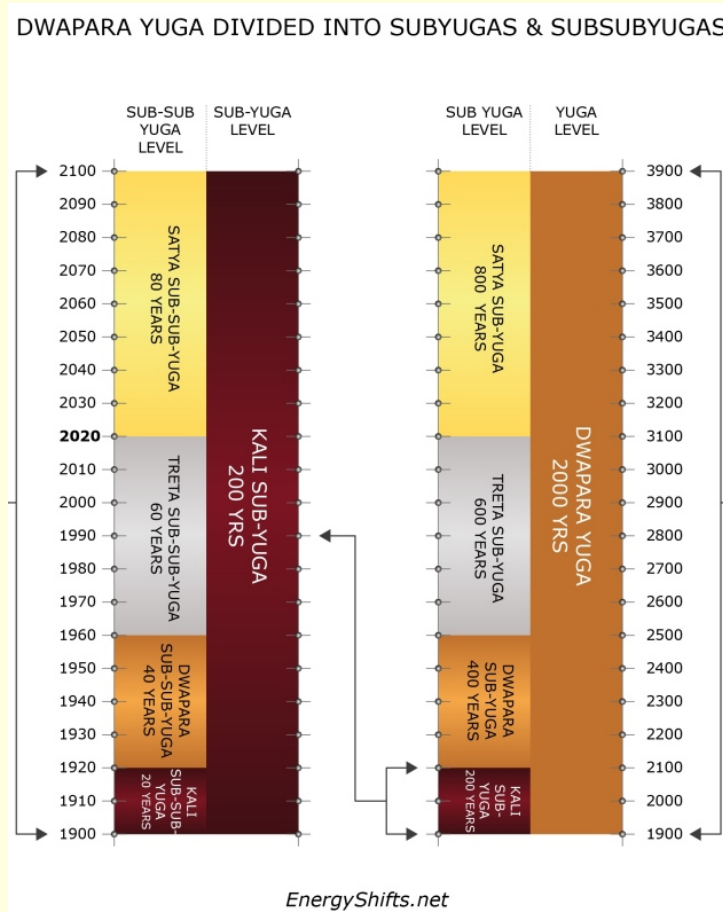 DWAPARA YUGA DIVIDED INTO SUBYUGAS & SUBSUBYUGAS
SUB-SUB
YUGA
LEVEL
SUB-YUGA
LEVEL
2100
2090
2080
2070
2060
2050
2040
2030
2020
2010
2000
1990
1980
1970
1960
1950
1940
1930
1920
1910
1900
SATYA SUB-SUB-YUGA
80 YEARS
TRETA SUB-SUB-YUGA
60 YEARS
DWAPARA
SUB-SUB-YUGA
40 YEARS
KALI
SUB-SUB-
YUGA
20 YEARS
KALI SUB-YUGA
200 YRS
SUB YUGA
LEVEL
YUGA
LEVEL
SATYA SUB-YUGA
800 YEARS
TRETA SUB-YUGA
600 YEARS
DWAPARA
SUB-YUGA
400 YEARS
KALI
SUB-
YUGA
200 YEARS
DWAPARA YUGA
2000 YRS
3900
3800
3700
3600
3500
3400
3300
3200
3100
3000
2900
2800
2700
2600
2500
2400
2300
2200
2100
2000
1900
EnergyShifts.net